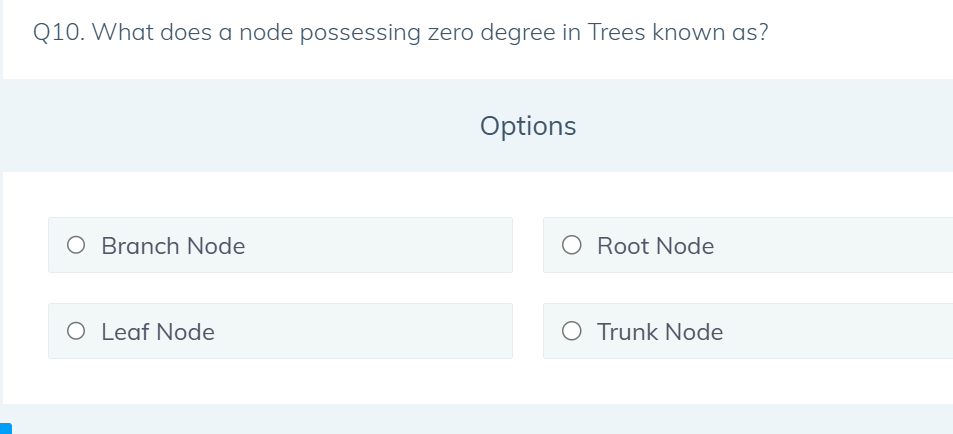 Q10. What does a node possessing zero degree in Trees known as?
Options
Branch Node
Root Node
Leaf Node
Trunk Node